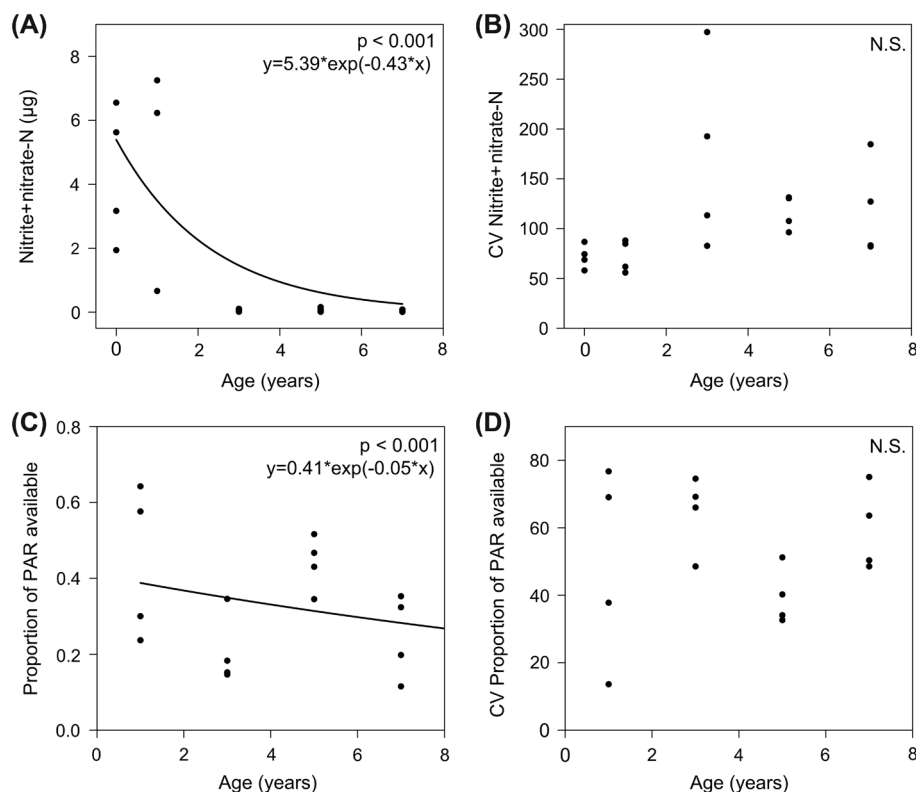 (A)
p < 0.001
y=5.39*exp(-0.43*x)
Nitrite+nitrate-N (µg)
8
6
4
2
0
0 2 4 6 8
Age (years)
(B)
N.S.
CV Nitrite+nitrate-N
300
250
200
150
100
50
0
0 2 4 6 8
Age (years)
(C)
p < 0.001
y=0.41*exp(-0.05*x)
Proportion of PAR available
0.8
0.6
0.4
0.2
0.0
0 2 4 6 8
Age (years)
(D)
N.S.
CV Proportion of PAR available
80
60
40
20
0
0 2 4 6 8
Age (years)